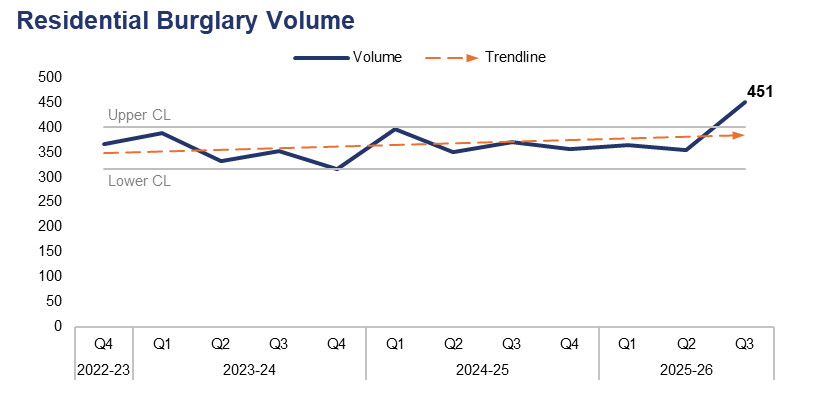 Residential Burglary Volume
Volume Trendline
500
450
451
Upper CL
400
350
300
Lower CL
250
200
150
100
50
0
Q4 Q1 Q2 Q3 Q4 Q1 Q2 Q3 Q4 Q1 Q2 Q3
2022-23 2023-24 2024-25 2025-26